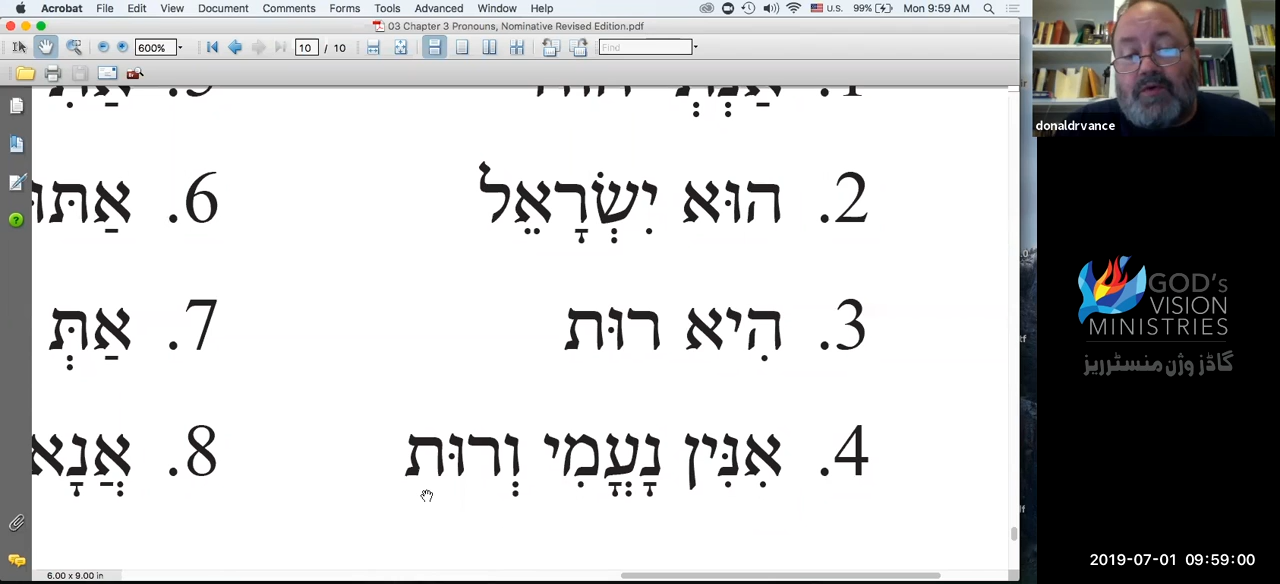 Acrobat File Edit View Document Comments Forms Tools Advanced Window Help U.S. 99% Mon 9:59 AM
03 Chapter 3 Pronouns, Nominative Revised Edition.pdf
600% 10 / 10 Find
donaldrvance
2. הוּא יִשְׂרָאֵל
6.
3. הִיא רוּת
7. אַתְּ
4. אִנִּין נָעֳמִי וְרוּת
8.
6.00 x 9.00 in
GOD's
VISION
MINISTRIES
گاڈز وژن منسٹریز
2019-07-01 09:59:00